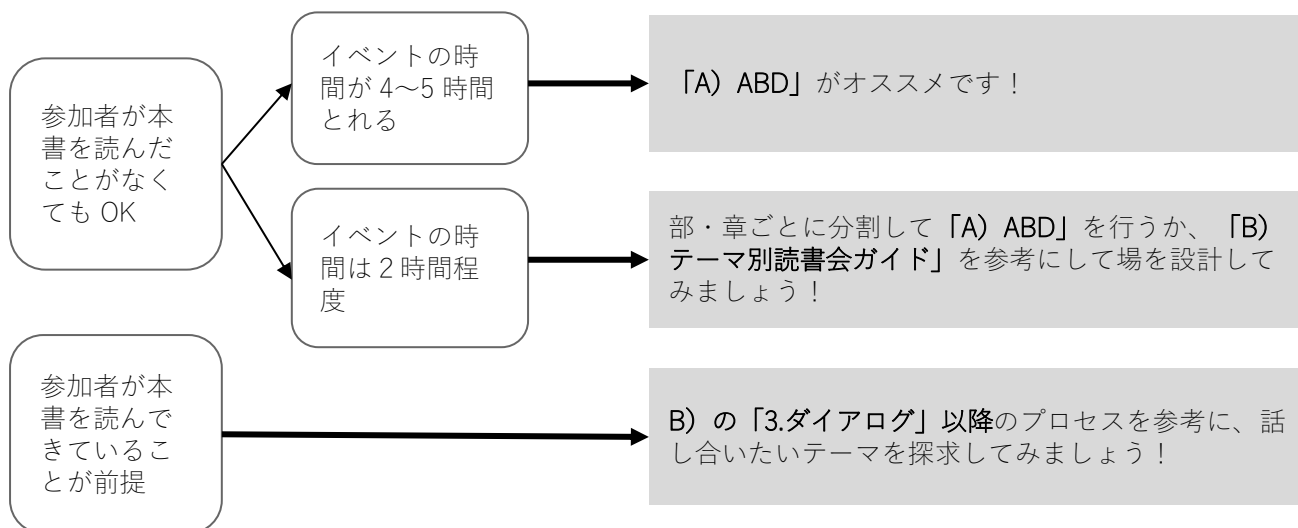 参加者が本
書を読んだ
ことがなく
ても OK
イベントの時
間が 4～5 時間
とれる
「A）ABD」がオススメです！
イベントの時
間は２時間程
度
部・章ごとに分割して「A）ABD」を行うか、「B）
テーマ別読書会ガイド」を参考にして場を設計して
みましょう！
参加者が本
書を読んで
きているこ
とが前提
B）の「3.ダイアログ」以降のプロセスを参考に、話
し合いたいテーマを探求してみましょう！